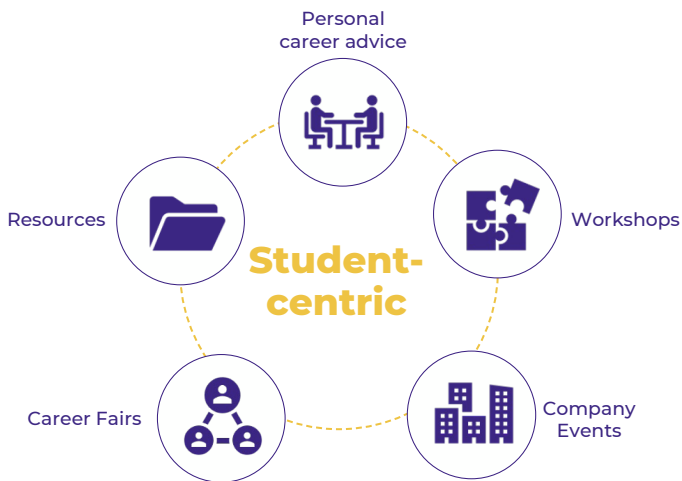 Personal
career advice
Resources
Workshops
Student-
centric
Career Fairs
Company
Events